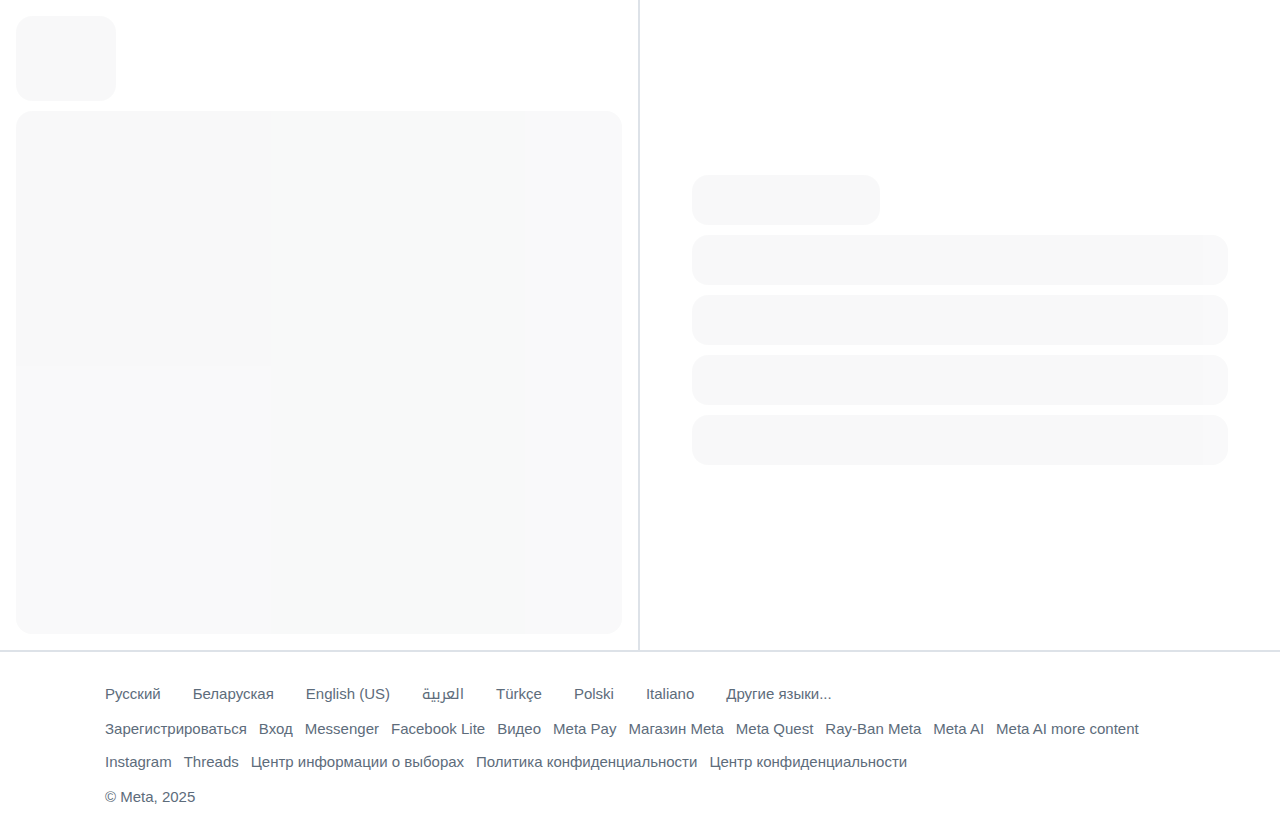 Русский Беларуская English (US) العربية Türkçe Polski Italiano Другие языки...
Зарегистрироваться Вход Messenger Facebook Lite Видео Meta Pay Магазин Meta Meta Quest Ray-Ban Meta Meta AI Meta AI more content
Instagram Threads Центр информации о выборах Политика конфиденциальности Центр конфиденциальности
© Meta, 2025